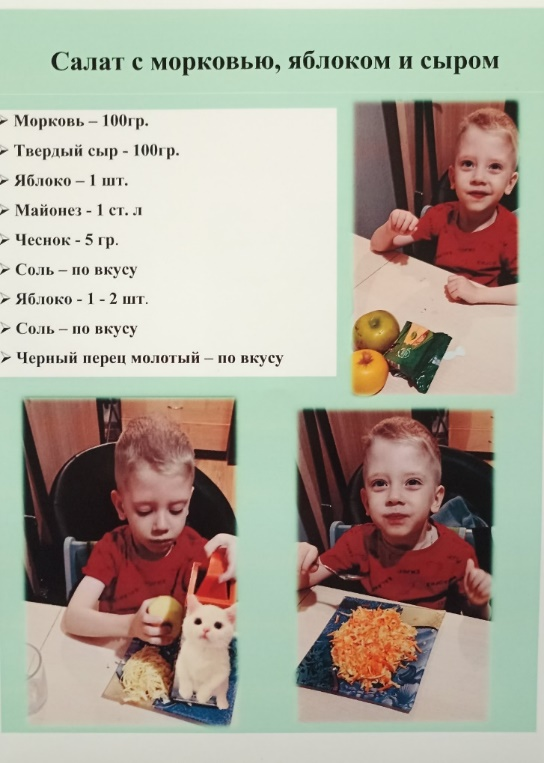 Салат с морковью, яблоком и сыром
Морковь – 100гр.
Твердый сыр - 100гр.
Яблоко – 1 шт.
Майонез - 1 ст. л
Чеснок - 5 гр.
Соль – по вкусу
Яблоко - 1 - 2 шт.
Соль – по вкусу
Черный перец молотый – по вкусу